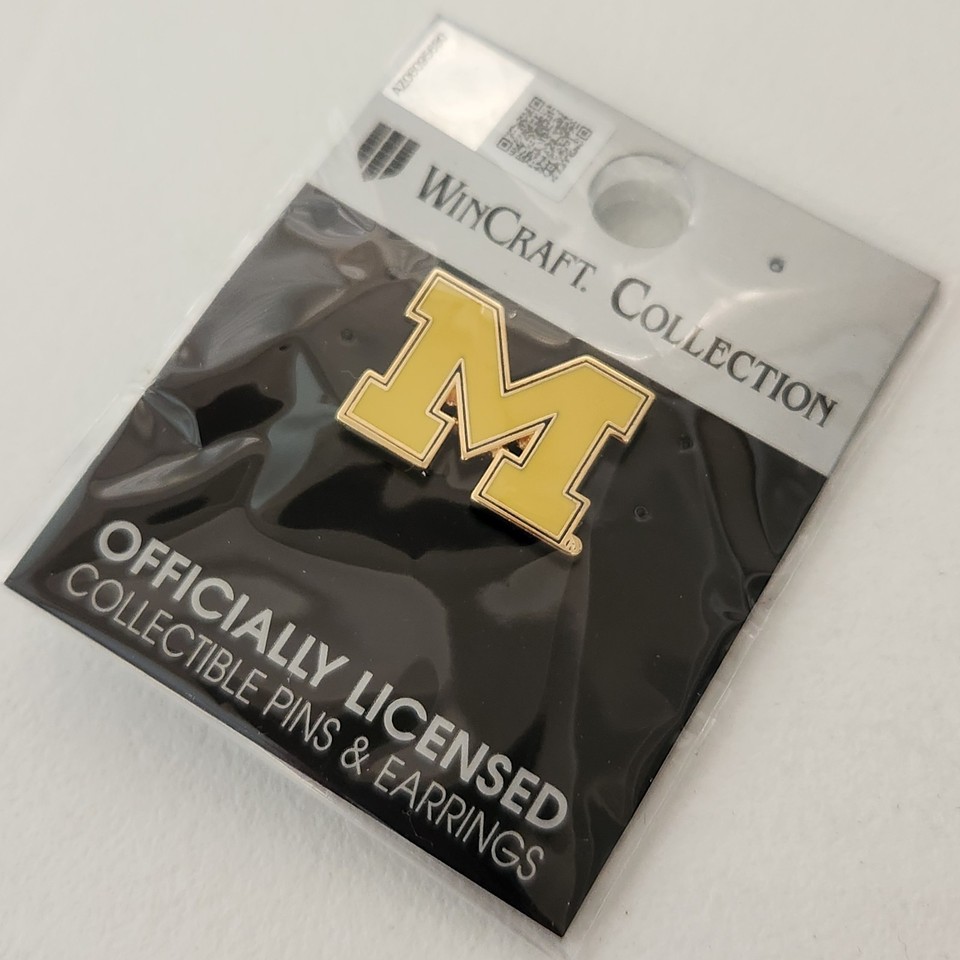 WINCRAFT. COLLECTION
M
®
OFFICIALLY LICENSED
COLLECTIBLE PINS & EARRINGS